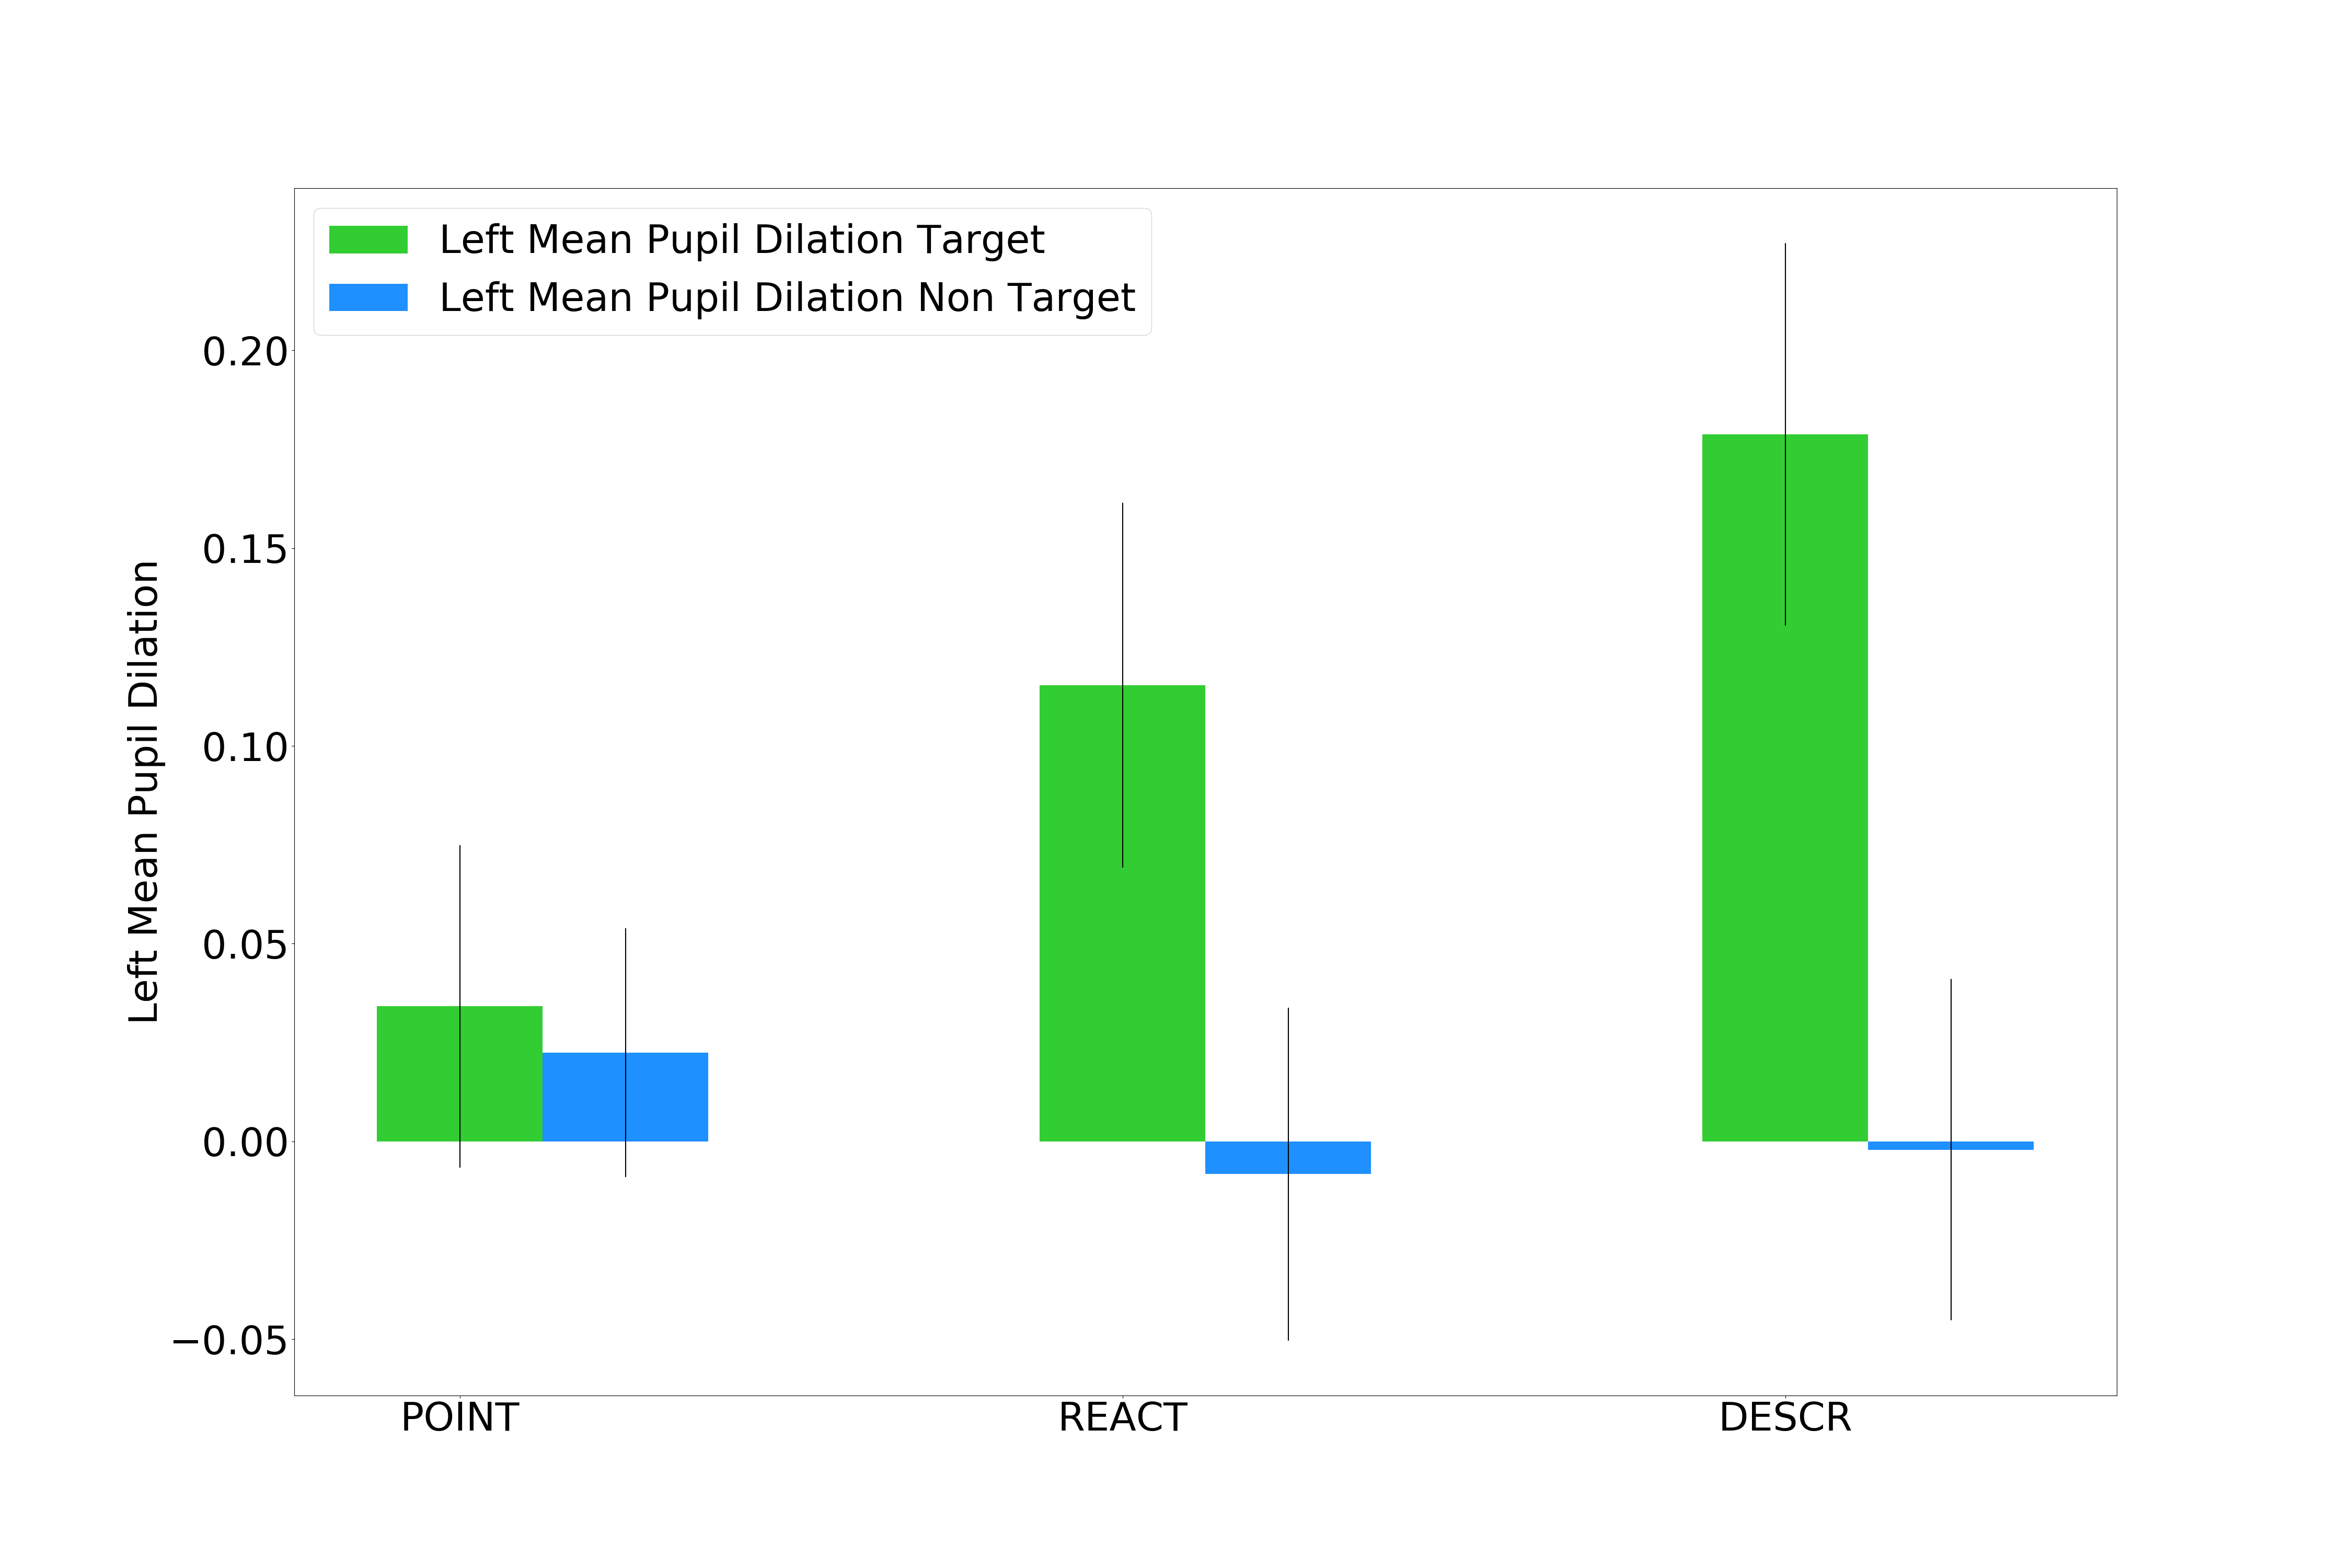 Left Mean Pupil Dilation Target
Left Mean Pupil Dilation Non Target
Left Mean Pupil Dilation
0.20
0.15
0.10
0.05
0.00
−0.05
POINT
REACT
DESCR